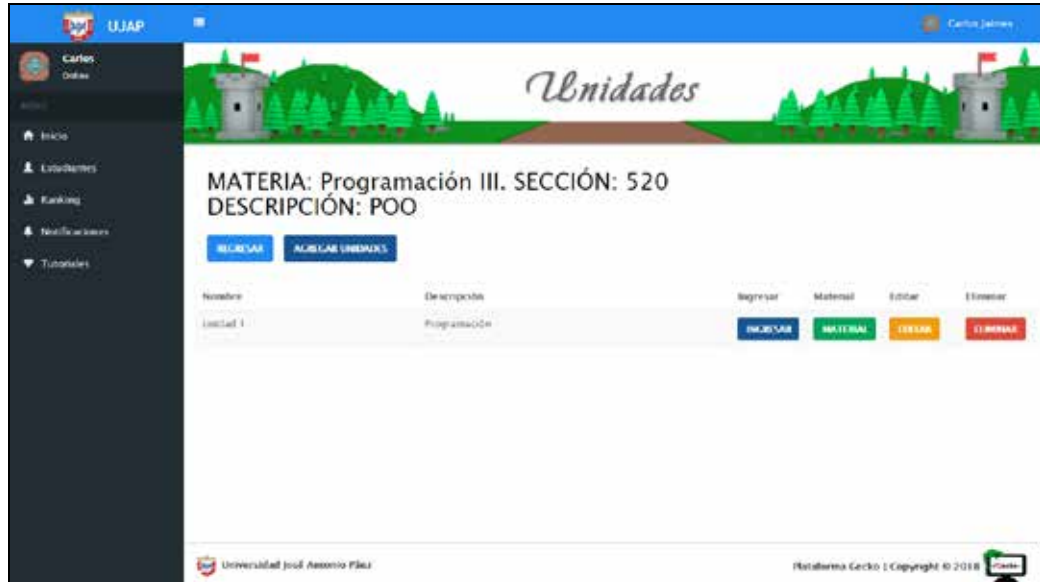 UJAP
Carlos Jaimes
Carlos
Online
MENU
Inicio
Estudiantes
Ranking
Notificaciones
Tutoriales
Unidades
MATERIA: Programación III. SECCIÓN: 520
DESCRIPCIÓN: POO
REGRESAR AGREGAR UNIDADES
Nombre Descripción Ingresar Material Editar Eliminar
Unidad 1 Programación INGRESAR MATERIAL EDITAR ELIMINAR
Universidad José Antonio Páez
Plataforma Gecko | Copyright © 2018